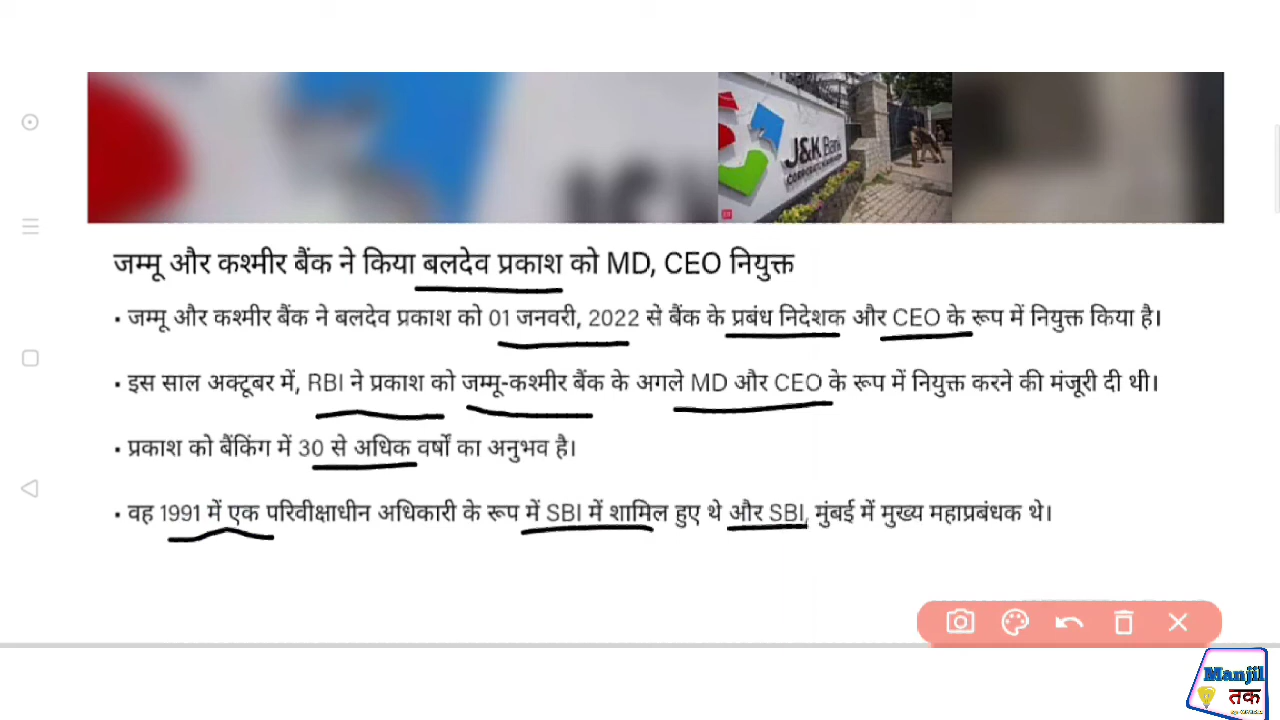 J&K Bank
जम्मू और कश्मीर बैंक ने किया बलदेव प्रकाश को MD, CEO नियुक्त
• जम्मू और कश्मीर बैंक ने बलदेव प्रकाश को 01 जनवरी, 2022 से बैंक के प्रबंध निदेशक और CEO के रूप में नियुक्त किया है।
• इस साल अक्टूबर में, RBI ने प्रकाश को जम्मू-कश्मीर बैंक के अगले MD और CEO के रूप में नियुक्त करने की मंजूरी दी थी।
• प्रकाश को बैंकिंग में 30 से अधिक वर्षों का अनुभव है।
• वह 1991 में एक परिवीक्षाधीन अधिकारी के रूप में SBI में शामिल हुए थे और SBI, मुंबई में मुख्य महाप्रबंधक थे।
Manjil
तक